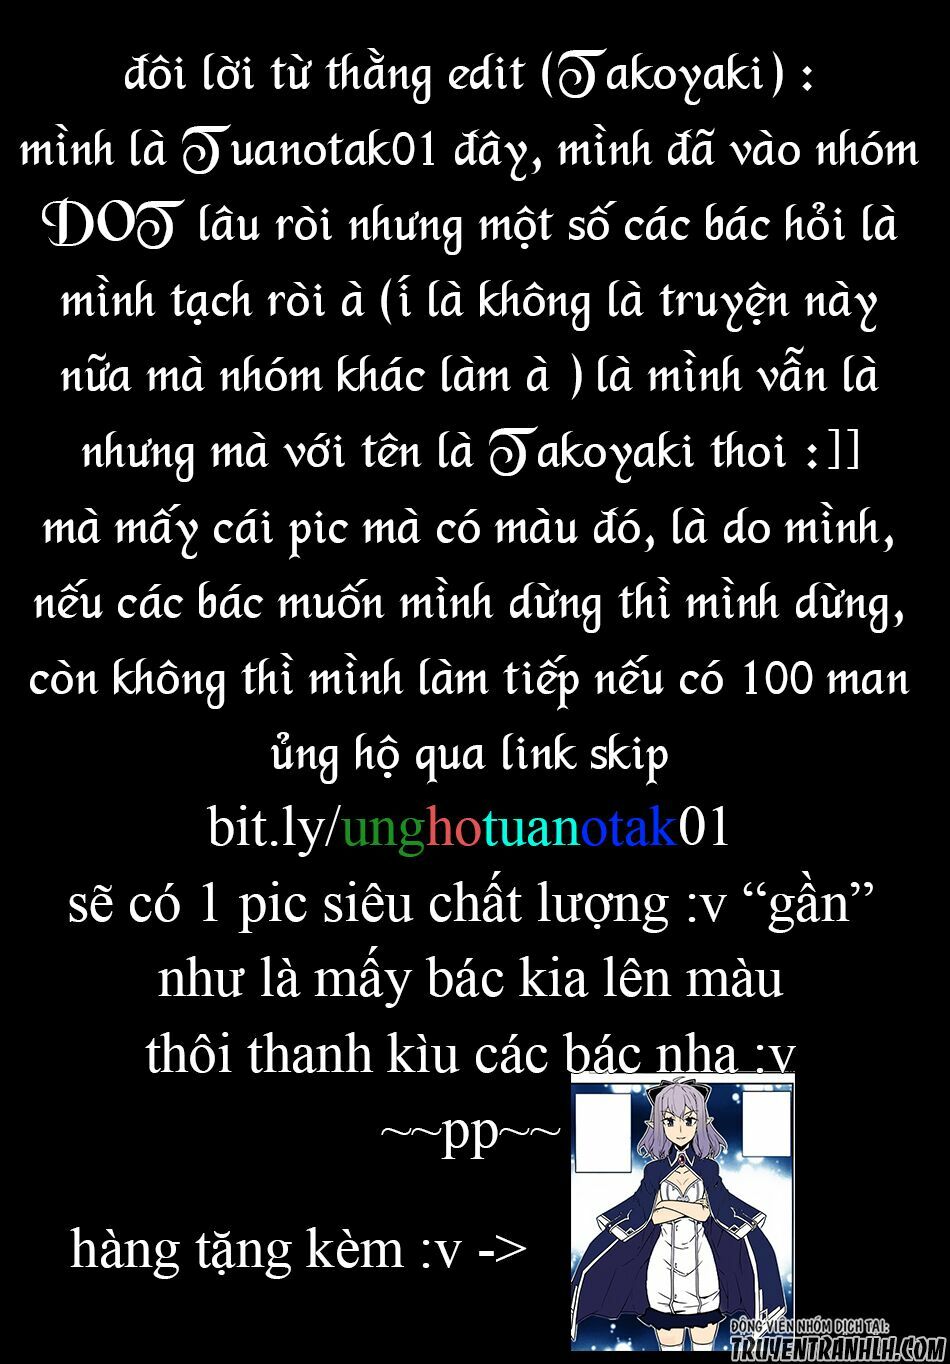 đôi lời từ thằng edit (Takoyaki) :
mình là Tuanotak01 đây, mình đã vào nhóm
DOT lâu ròi nhưng một số các bác hỏi là
mình tạch ròi à (í là không là truyện này
nữa mà nhóm khác làm à ) là mình vẫn là
nhưng mà với tên là Takoyaki thoi :]]
mà mấy cái pic mà có màu đó, là do mình,
nếu các bác muốn mình dừng thì mình dừng,
còn không thì mình làm tiếp nếu có 100 man
ủng hộ qua link skip
bit.ly/unghotuanotak01
sẽ có 1 pic siêu chất lượng :v “gần”
như là mấy bác kia lên màu
thôi thanh kìu các bác nha :v
~~pp~~
hàng tặng kèm :v ->
ĐỘNG VIÊN NHÓM DỊCH TẠI:
TRUYENTRANHLH.COM